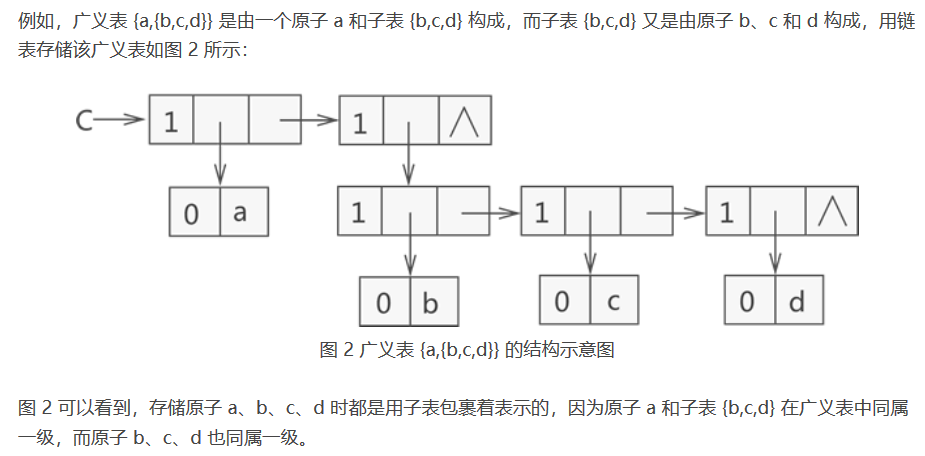 例如，广义表 {a,{b,c,d}} 是由一个原子 a 和子表 {b,c,d} 构成，而子表 {b,c,d} 又是由原子 b、c 和 d 构成，用链
表存储该广义表如图 2 所示：
C 1 1 ∧
0 a 1 1 1 ∧
0 b 0 c 0 d
图 2 广义表 {a,{b,c,d}} 的结构示意图
图 2 可以看到，存储原子 a、b、c、d 时都是用子表包裹着表示的，因为原子 a 和子表 {b,c,d} 在广义表中同属
一级，而原子 b、c、d 也同属一级。